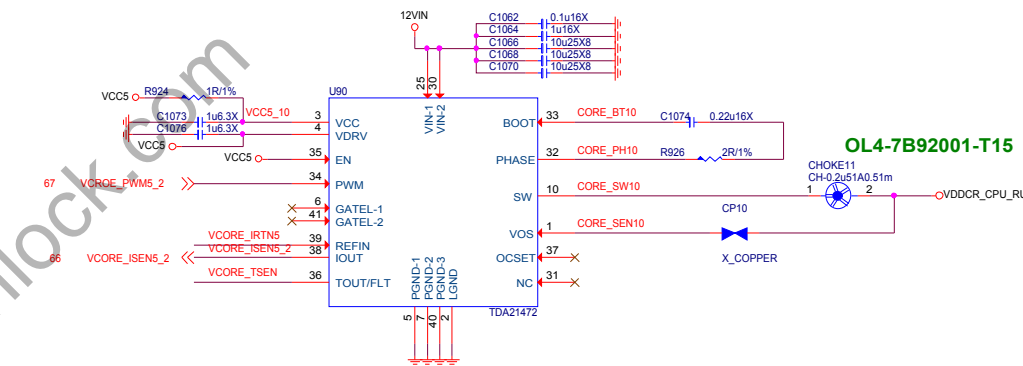 12VIN
C1062 0.1u16X
C1064 1u16X
C1066 10u25X8
C1068 10u25X8
C1070 10u25X8
25
30
VCC5 R924 1R/1%
U90
C1073 1u6.3X VCC5_10
C1076 1u6.3X
VCC5
VCC5
3 VCC
4 VDRV
35 EN
34 PWM
6 GATEL-1
41 GATEL-2
39 REFIN
38 IOUT
36 TOUT/FLT
VIN-1
VIN-2
67 VCROE_PWM5_2
VCORE_IRTN5
VCORE_ISEN5_2
66 VCORE_ISEN5_2
VCORE_TSEN
BOOT 33 CORE_BT10 C1074 0.22u16X
PHASE 32 CORE_PH10 R926 2R/1%
SW 10 CORE_SW10
VOS 1 CORE_SEN10
OCSET 37
NC 31
OL4-7B92001-T15
CHOKE11
CH-0.2u51A0.51m
1 2
VDDCR_CPU_RU
CP10
X_COPPER
PGND-1
PGND-2
PGND-3
LGND
TDA21472
5
7
40
2
lock.com